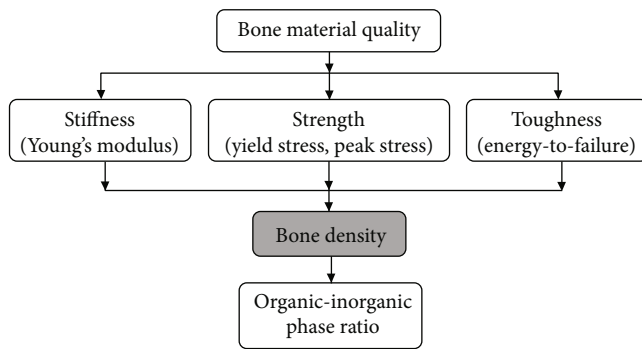 Bone material quality
Stiffness
(Young's modulus)
Strength
(yield stress, peak stress)
Toughness
(energy-to-failure)
Bone density
Organic-inorganic
phase ratio